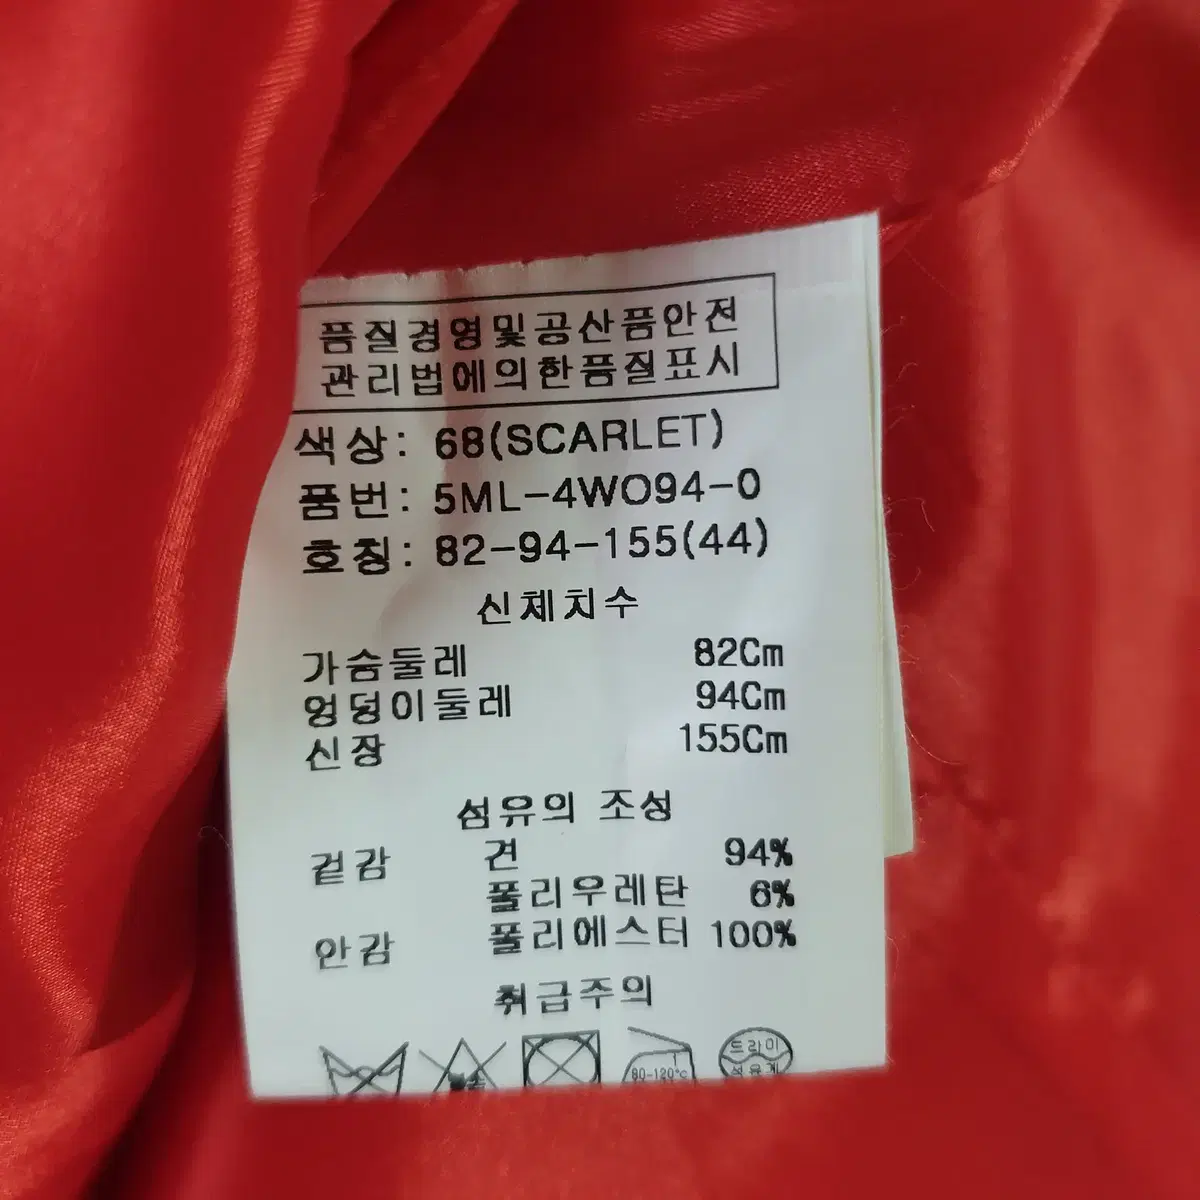 품질경영및공산품안전
관리법에의한품질표시
색상: 68(SCARLET)
품번: 5ML-4WO94-0
호칭: 82-94-155(44)
신체치수
가슴둘레 82Cm
엉덩이둘레 94Cm
신장 155Cm
섬유의 조성
겉감 견 94%
폴리우레탄 6%
안감 폴리에스터 100%
취급주의
80-120℃
드라이
석유계